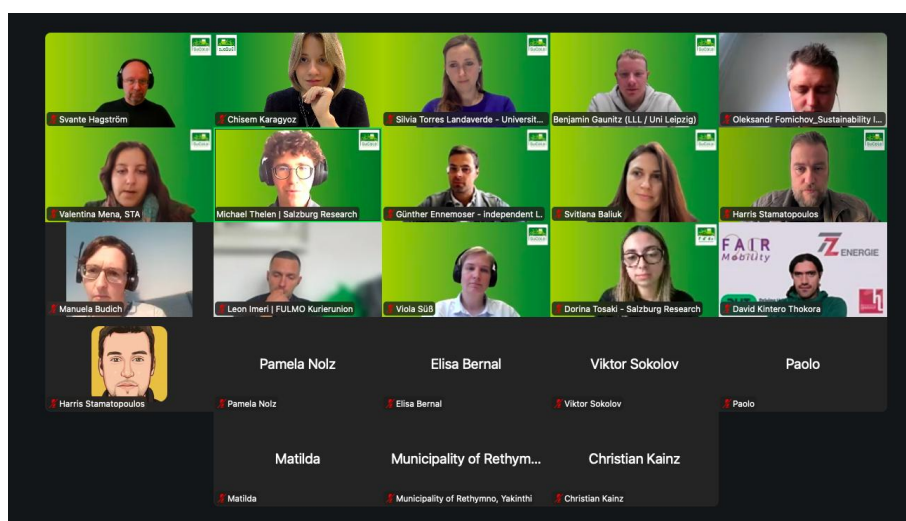 Svante Hagström
Chisem Karagyoz
Silvia Torres Landaverde - Universit...
Benjamin Gaunitz (LLL / Uni Leipzig)
Oleksandr Fomichov_Sustainability I...
Valentina Mena, STA
Michael Thelen | Salzburg Research
Günther Ennemoser - independent L.
Svitlana Baliuk
Harris Stamatopoulos
Manuela Budich
Leon Imeri | FULMO Kurierunion
Viola Süß
Dorina Tosaki - Salzburg Research
FAIR
Mobility
TZ ENERGIE
David Kintero Thokora
Harris Stamatopoulos
Pamela Nolz
Pamela Nolz
Elisa Bernal
Elisa Bernal
Viktor Sokolov
Viktor Sokolov
Paolo
Paolo
Matilda
Matilda
Municipality of Rethym...
Municipality of Rethymno, Yakinthi
Christian Kainz
Christian Kainz